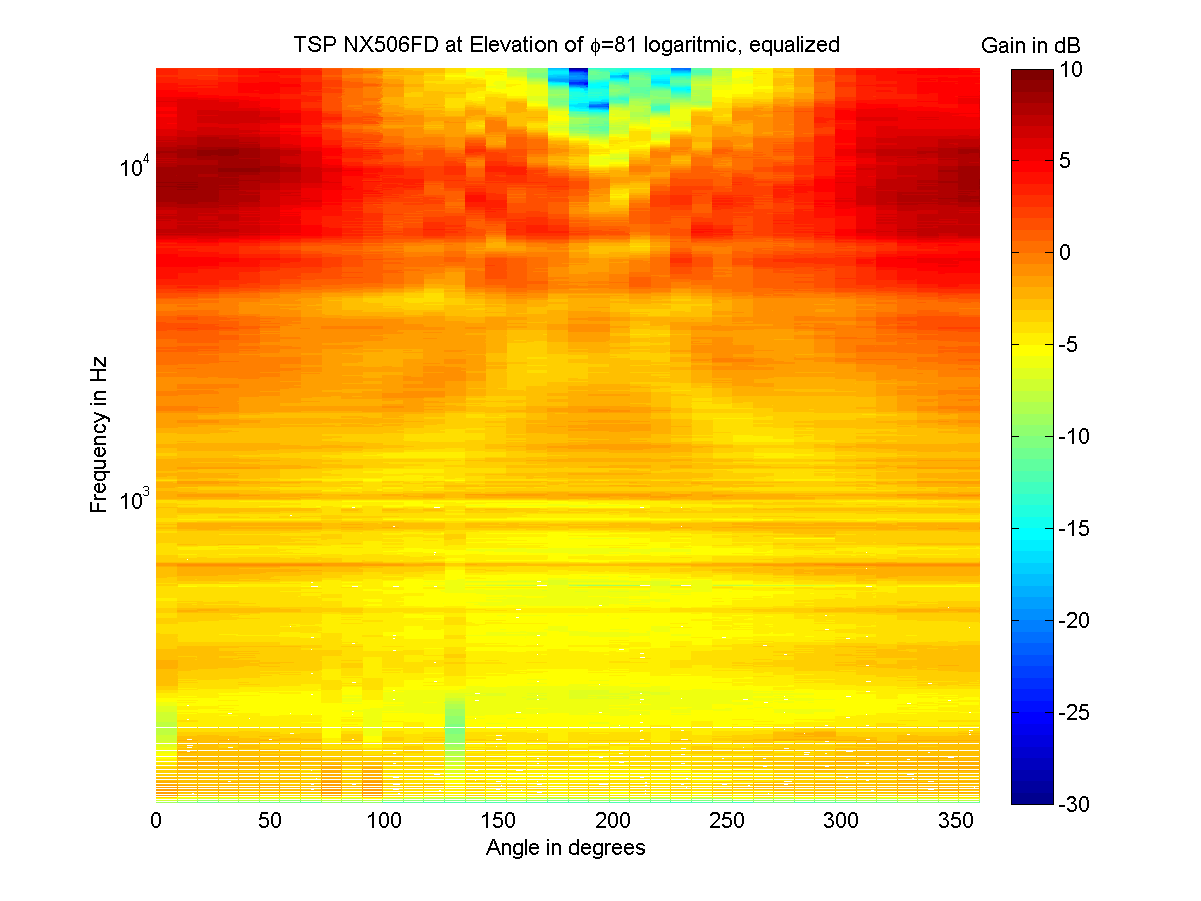 TSP NX506FD at Elevation of ϕ=81 logaritmic, equalized
Gain in dB
10
5
0
-5
-10
-15
-20
-25
-30
Frequency in Hz
10^4
10^3
0 50 100 150 200 250 300 350
Angle in degrees